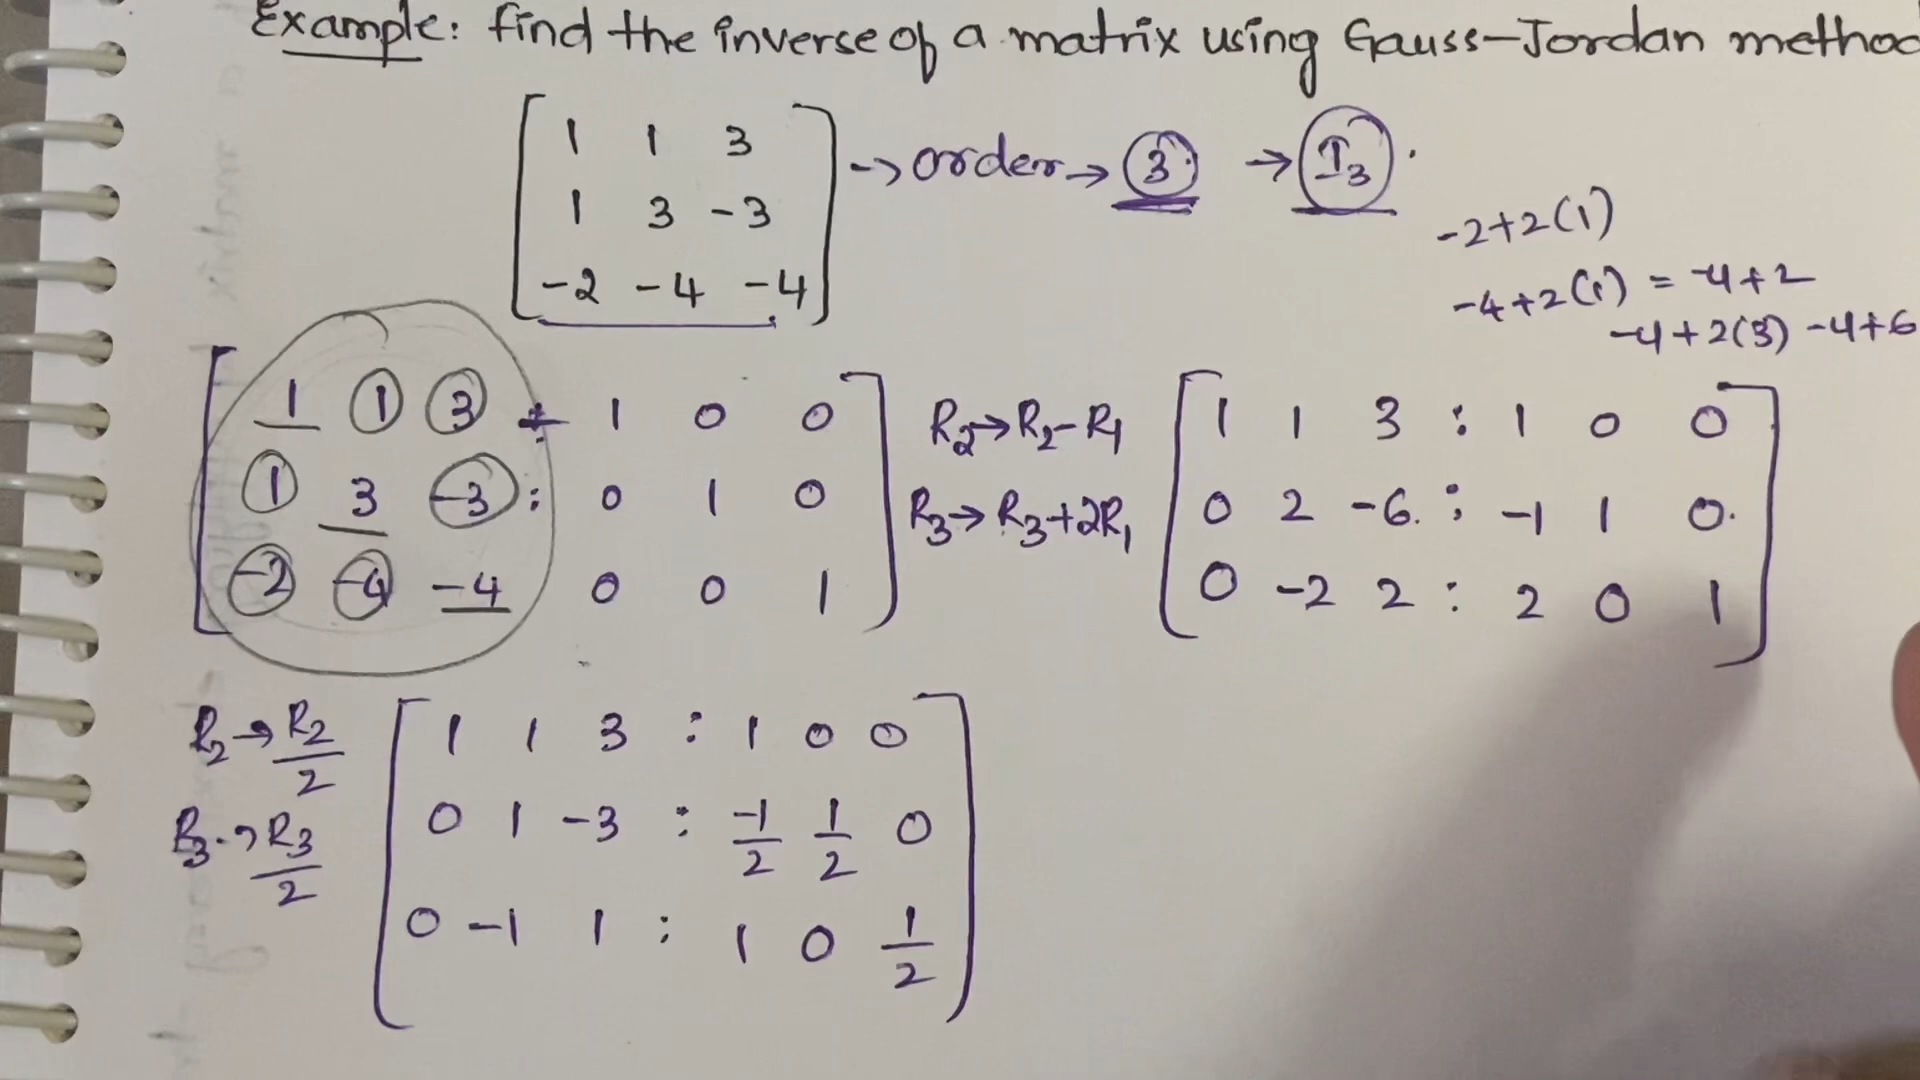 Example: find the inverse of a matrix using Gauss-Jordan method
[ 1 1 3
1 3 -3
-2 -4 -4 ] -> order -> 3 -> I3.
-2+2(1)
-4+2(1) = -4+2
-4+2(3) -4+6
[ 1 1 3 : 1 0 0
1 3 -3 : 0 1 0
-2 -4 -4 0 0 1 ]
R2→R2-R1
R3→R3+2R1
[ 1 1 3 : 1 0 0
0 2 -6. : -1 1 0.
0 -2 2 : 2 0 1 ]
R2→R2/2
R3→R3/2
[ 1 1 3 : 1 0 0
0 1 -3 : -1/2 1/2 0
0 -1 1 : 1 0 1/2 ]